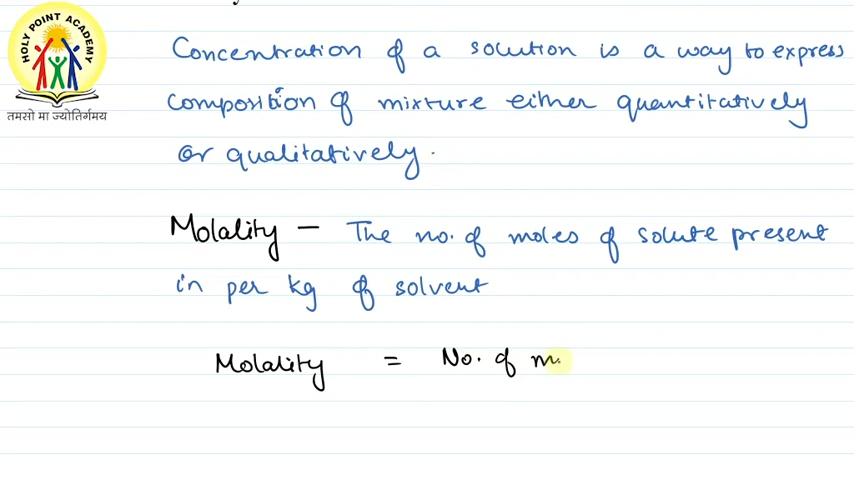 HOLY POINT ACADEMY
तमसो मा ज्योतिर्गमय
Concentration of a solution is a way to express
composition of mixture either quantitatively
or qualitatively.
Molality – The no. of moles of solute present
in per kg of solvent
Molality = No. of m